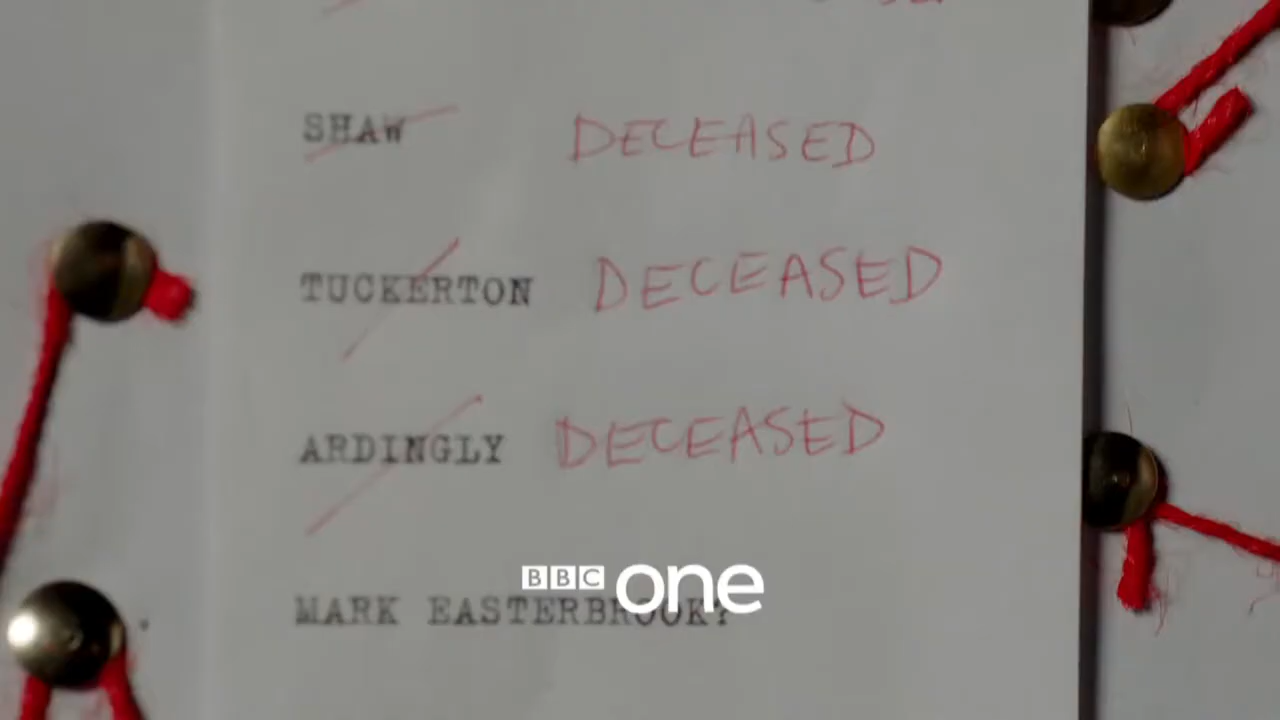 SHAW DECEASED
TUCKERTON DECEASED
ARDINGLY DECEASED
BBC one
MARK EASTERBROOK?